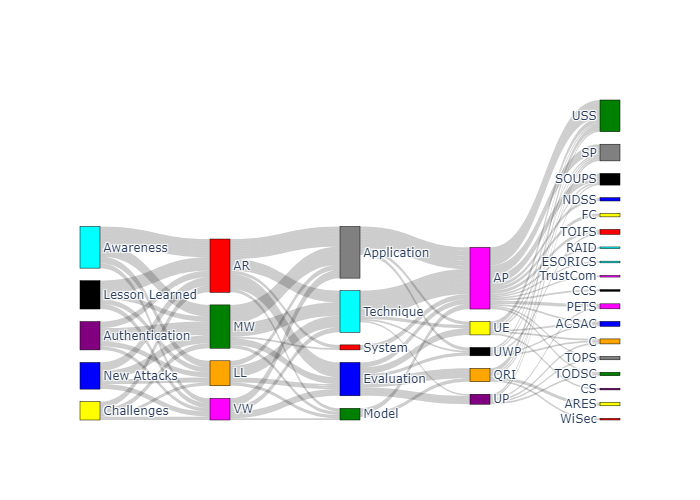 Awareness
Lesson Learned
Authentication
New Attacks
Challenges
AR
MW
LL
VW
Application
Technique
System
Evaluation
Model
AP
UE
UWP
QRI
UP
USS
SP
SOUPS
NDSS
FC
TOIFS
RAID
ESORICS
TrustCom
CCS
PETS
ACSAC
C
TOPS
TODSC
CS
ARES
WiSec